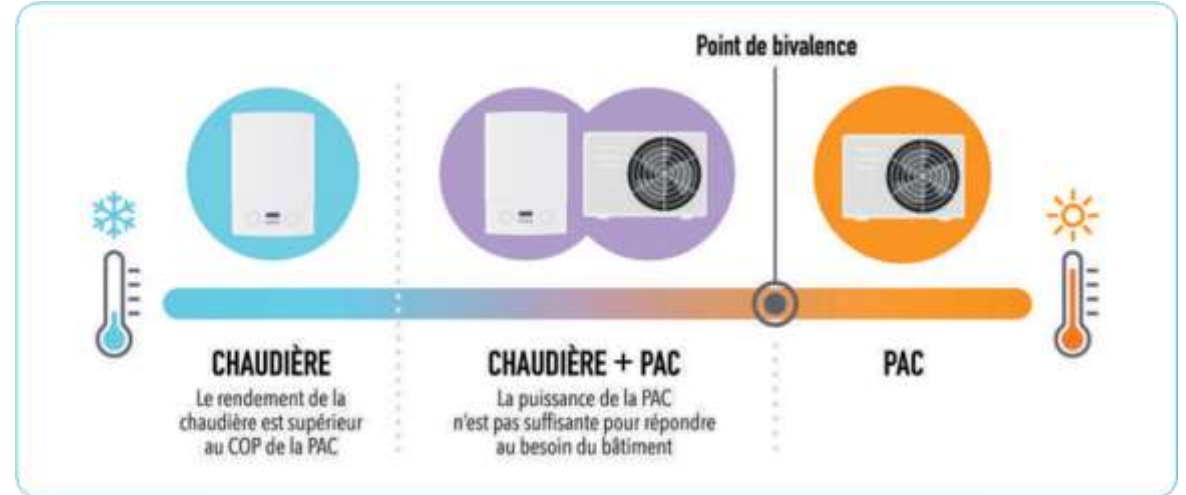 Point de bivalence
CHAUDIÈRE
Le rendement de la
chaudière est supérieur
au COP de la PAC
CHAUDIÈRE + PAC
La puissance de la PAC
n'est pas suffisante pour répondre
au besoin du bâtiment
PAC